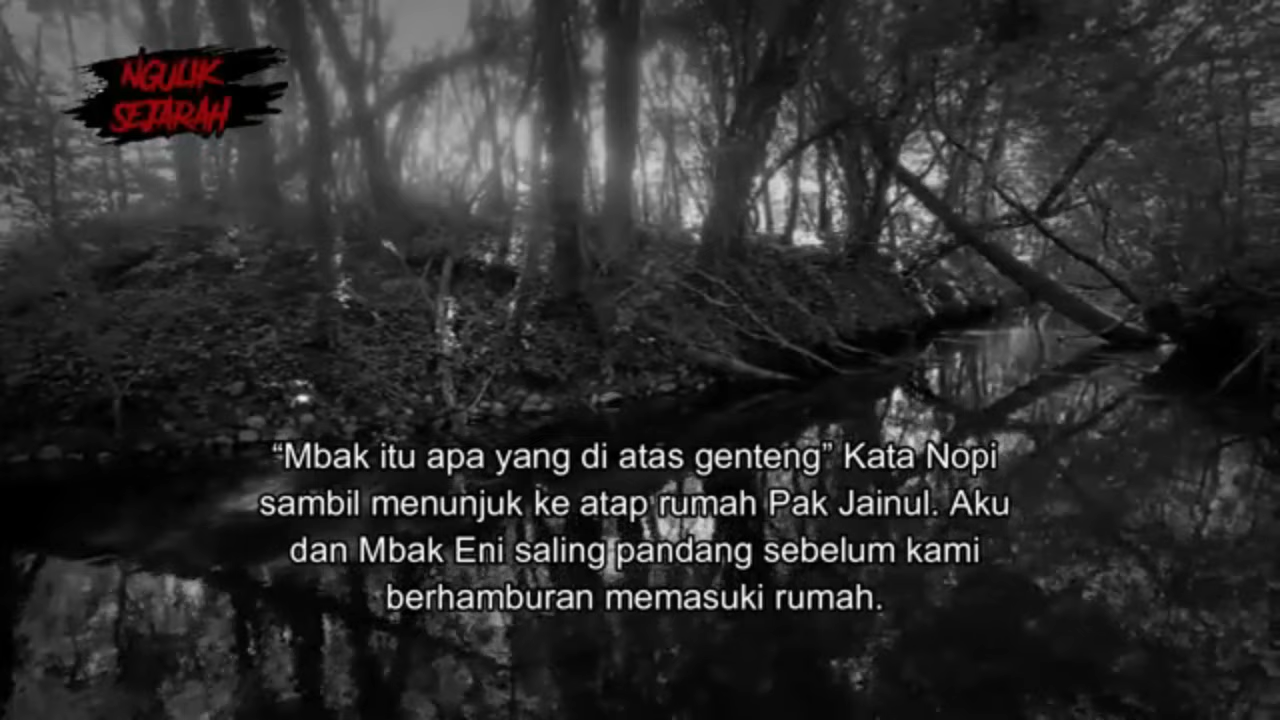 NGULIK
SEJARAH
“Mbak itu apa yang di atas genteng” Kata Nopi
sambil menunjuk ke atap rumah Pak Jainul. Aku
dan Mbak Eni saling pandang sebelum kami
berhamburan memasuki rumah.